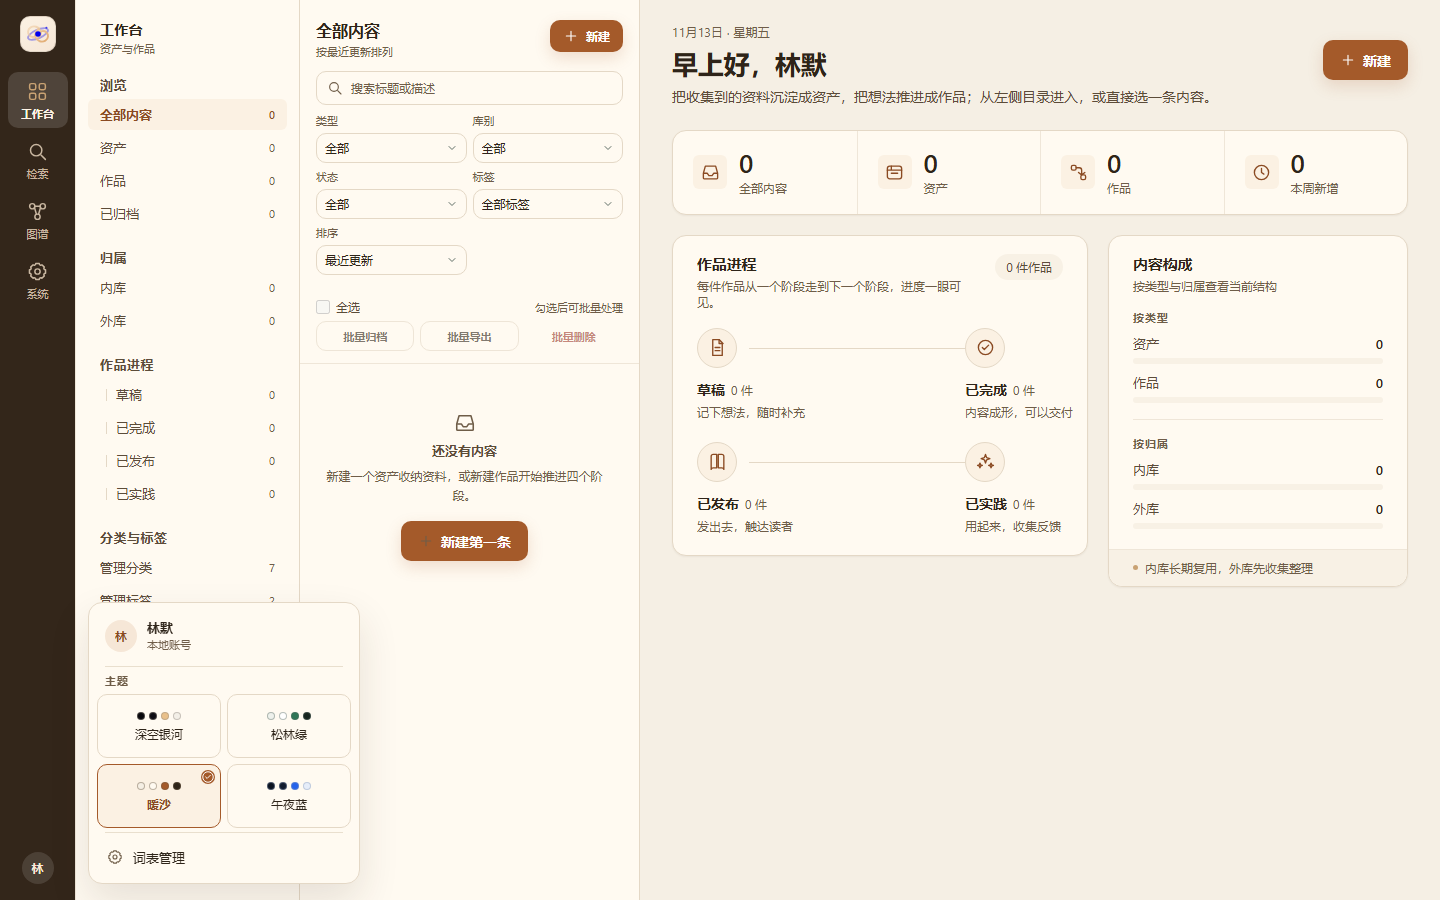 工作台
检索
图谱
系统
林
工作台
资产与作品
浏览
全部内容 0
资产 0
作品 0
已归档 0
归属
内库 0
外库 0
作品进程
草稿 0
已完成 0
已发布 0
已实践 0
分类与标签
管理分类 7
管理标签 2
林 林默
本地账号
主题
深空银河
松林绿
暖沙
午夜蓝
词表管理
全部内容
按最近更新排列
新建
搜索标题或描述
类型 库别
全部 全部
状态 标签
全部 全部标签
排序
最近更新
全选 勾选后可批量处理
批量归档 批量导出 批量删除
还没有内容
新建一个资产收纳资料，或新建作品开始推进四个阶
段。
新建第一条
11月13日 · 星期五
早上好，林默
把收集到的资料沉淀成资产，把想法推进成作品；从左侧目录进入，或直接选一条内容。
新建
0
全部内容
0
资产
0
作品
0
本周新增
作品进程
0 件作品
每件作品从一个阶段走到下一个阶段，进度一眼可
见。
草稿 0 件
记下想法，随时补充
已完成 0 件
内容成形，可以交付
已发布 0 件
发出去，触达读者
已实践 0 件
用起来，收集反馈
内容构成
按类型与归属查看当前结构
按类型
资产 0
作品 0
按归属
内库 0
外库 0
内库长期复用，外库先收集整理